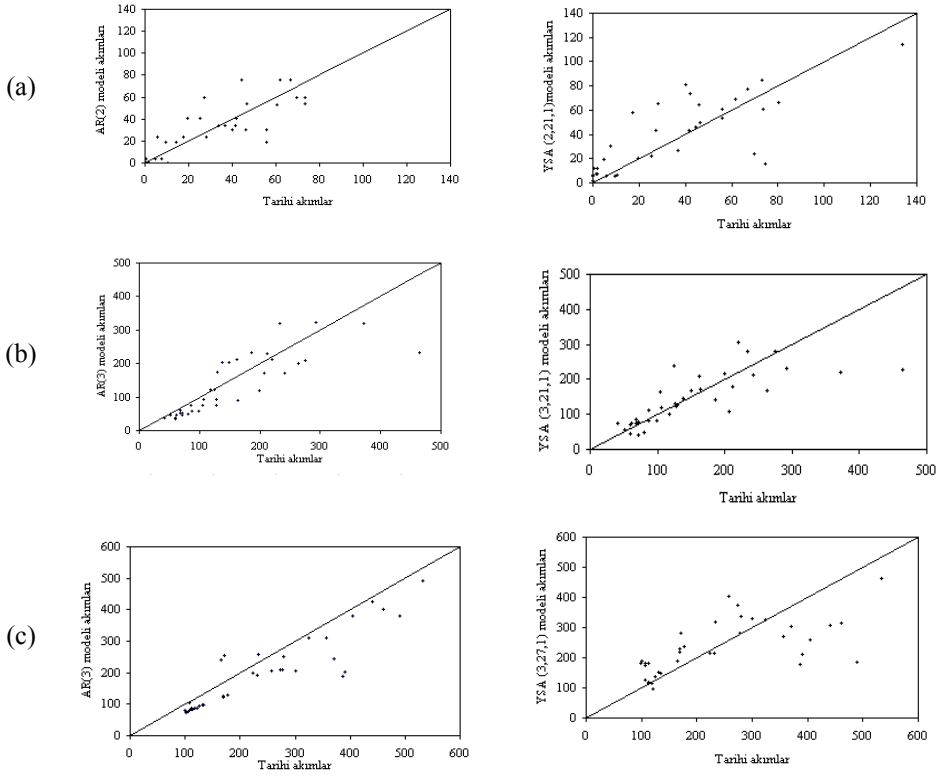 (a)
AR(2) modeli akımları
140
120
100
80
60
40
20
0
0 20 40 60 80 100 120 140
Tarihi akımlar
YSA (2,21,1)modeli akımları
140
120
100
80
60
40
20
0
0 20 40 60 80 100 120 140
Tarihi akımlar
(b)
AR(3) modeli akımları
500
400
300
200
100
0
0 100 200 300 400 500
Tarihi akımlar
YSA (3,21,1) modeli akımları
500
400
300
200
100
0
0 100 200 300 400 500
Tarihi akımlar
(c)
AR(3) modeli akımları
600
500
400
300
200
100
0
0 100 200 300 400 500 600
Tarihi akımlar
YSA (3,27,1) modeli akımları
600
500
400
300
200
100
0
0 100 200 300 400 500 600
Tarihi akımlar